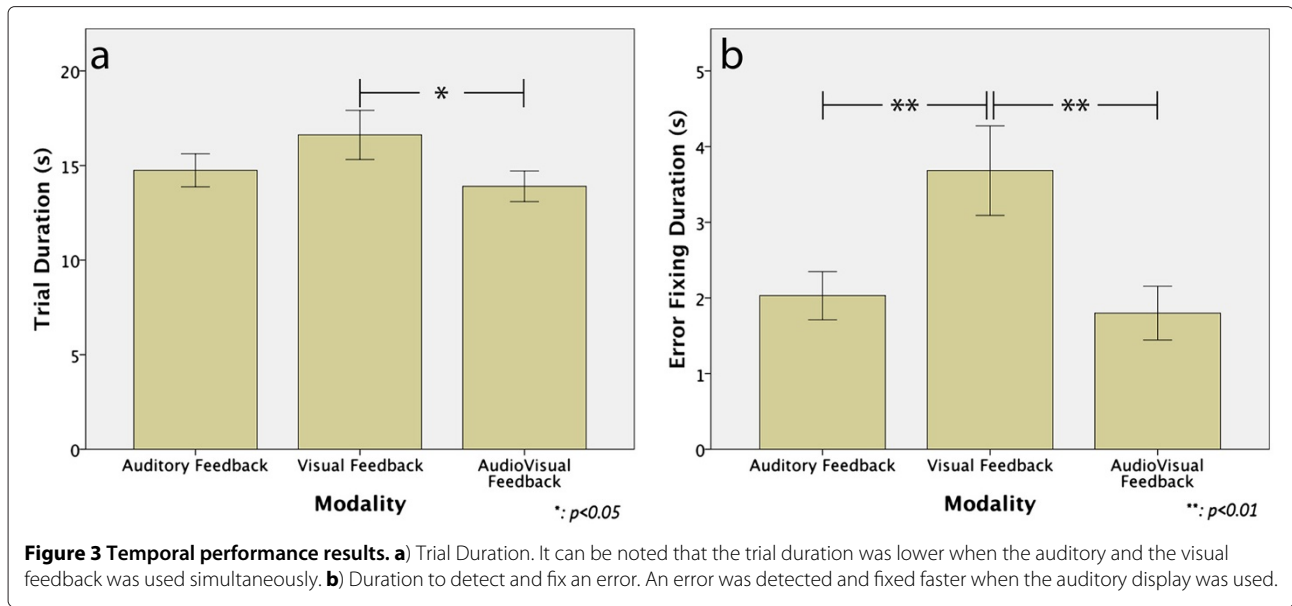 a
20
15
10
5
0
Trial Duration (s)
*
Auditory Feedback
Visual Feedback
AudioVisual
Feedback
Modality
*: p<0.05
b
5
4
3
2
1
0
Error Fixing Duration (s)
**
**
Auditory Feedback
Visual Feedback
AudioVisual
Feedback
Modality
**: p<0.01
Figure 3 Temporal performance results. a) Trial Duration. It can be noted that the trial duration was lower when the auditory and the visual
feedback was used simultaneously. b) Duration to detect and fix an error. An error was detected and fixed faster when the auditory display was used.